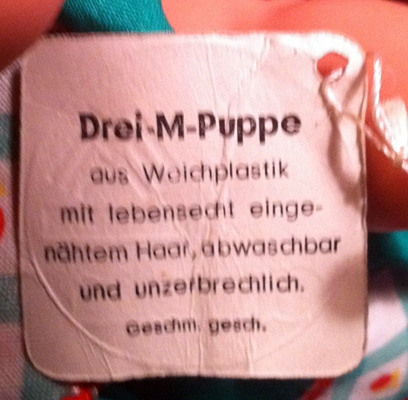 Drei-M-Puppe
aus Weichplastik
mit lebensecht einge-
nähtem Haar, abwaschbar
und unzerbrechlich.
Geschm. gesch.